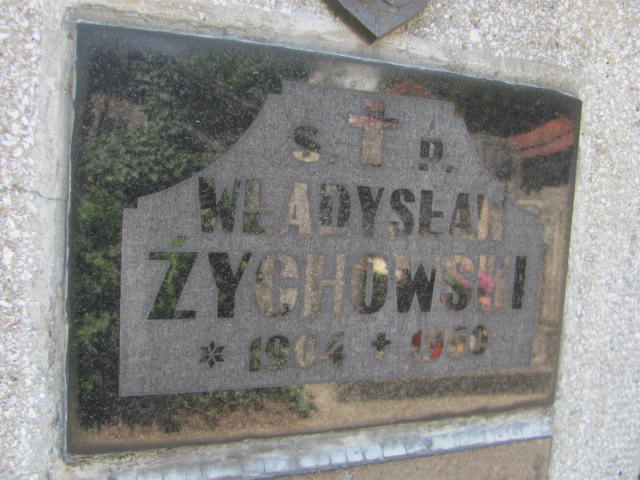 ś. † p.
WŁADYSŁAW
ŻYCHOWSKI
* 1904 † 1960